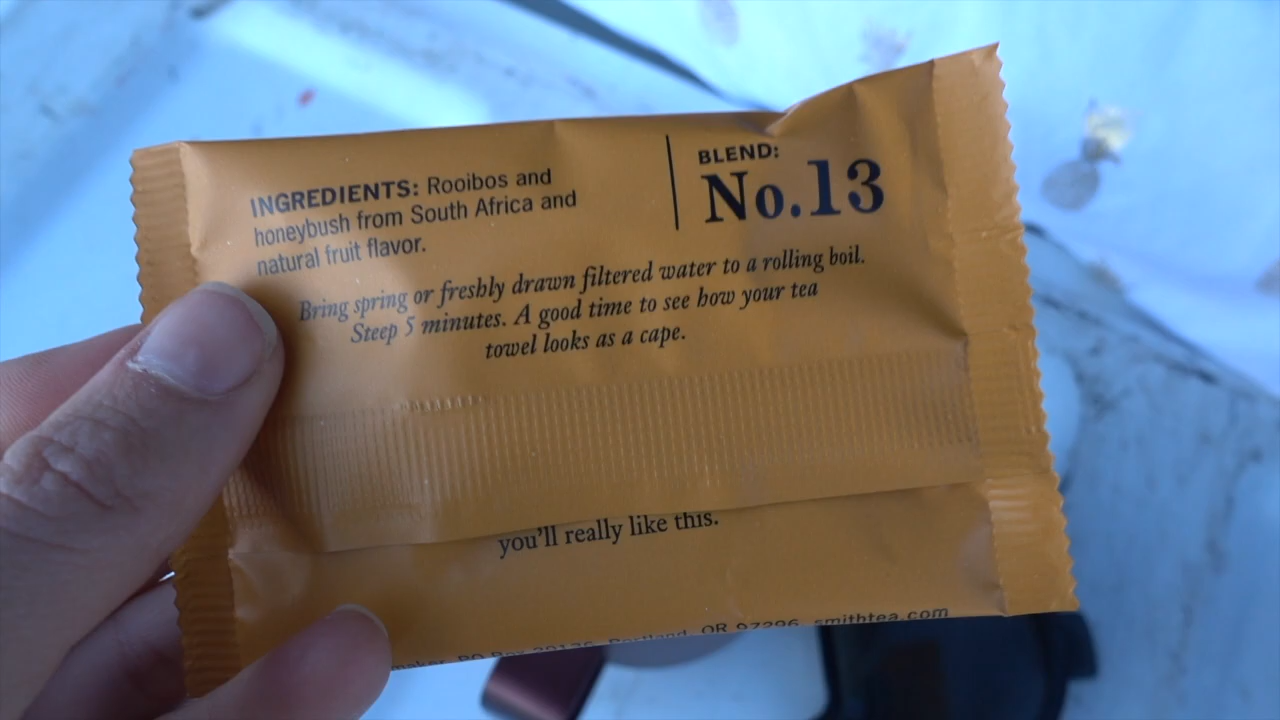 INGREDIENTS: Rooibos and
honeybush from South Africa and
natural fruit flavor.
BLEND:
No.13
Bring spring or freshly drawn filtered water to a rolling boil.
Steep 5 minutes. A good time to see how your tea
towel looks as a cape.
you'll really like this.
PO Box Portland, OR 97296 smithtea.com